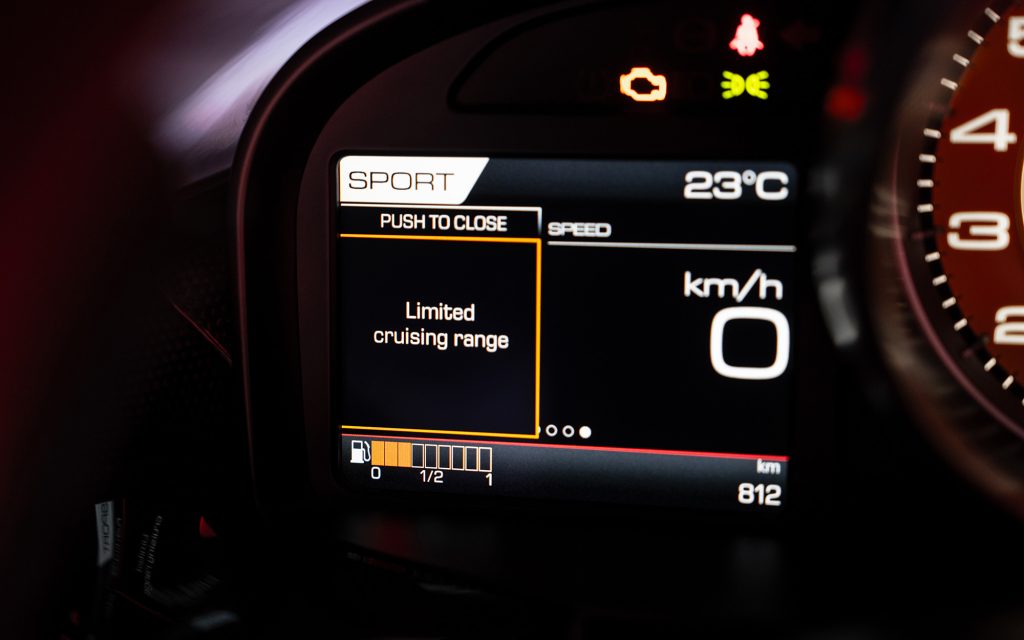 SPORT
23°C
PUSH TO CLOSE
SPEED
km/h
0
Limited
cruising range
0 1/2 1
km
812
5
4
3
2